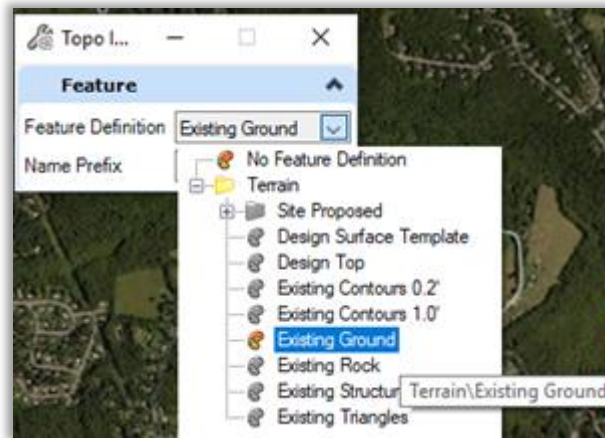 Topo I...
Feature
Feature Definition Existing Ground
Name Prefix
No Feature Definition
Terrain
Site Proposed
Design Surface Template
Design Top
Existing Contours 0.2'
Existing Contours 1.0'
Existing Ground
Existing Rock
Existing Structur Terrain\Existing Ground
Existing Triangles